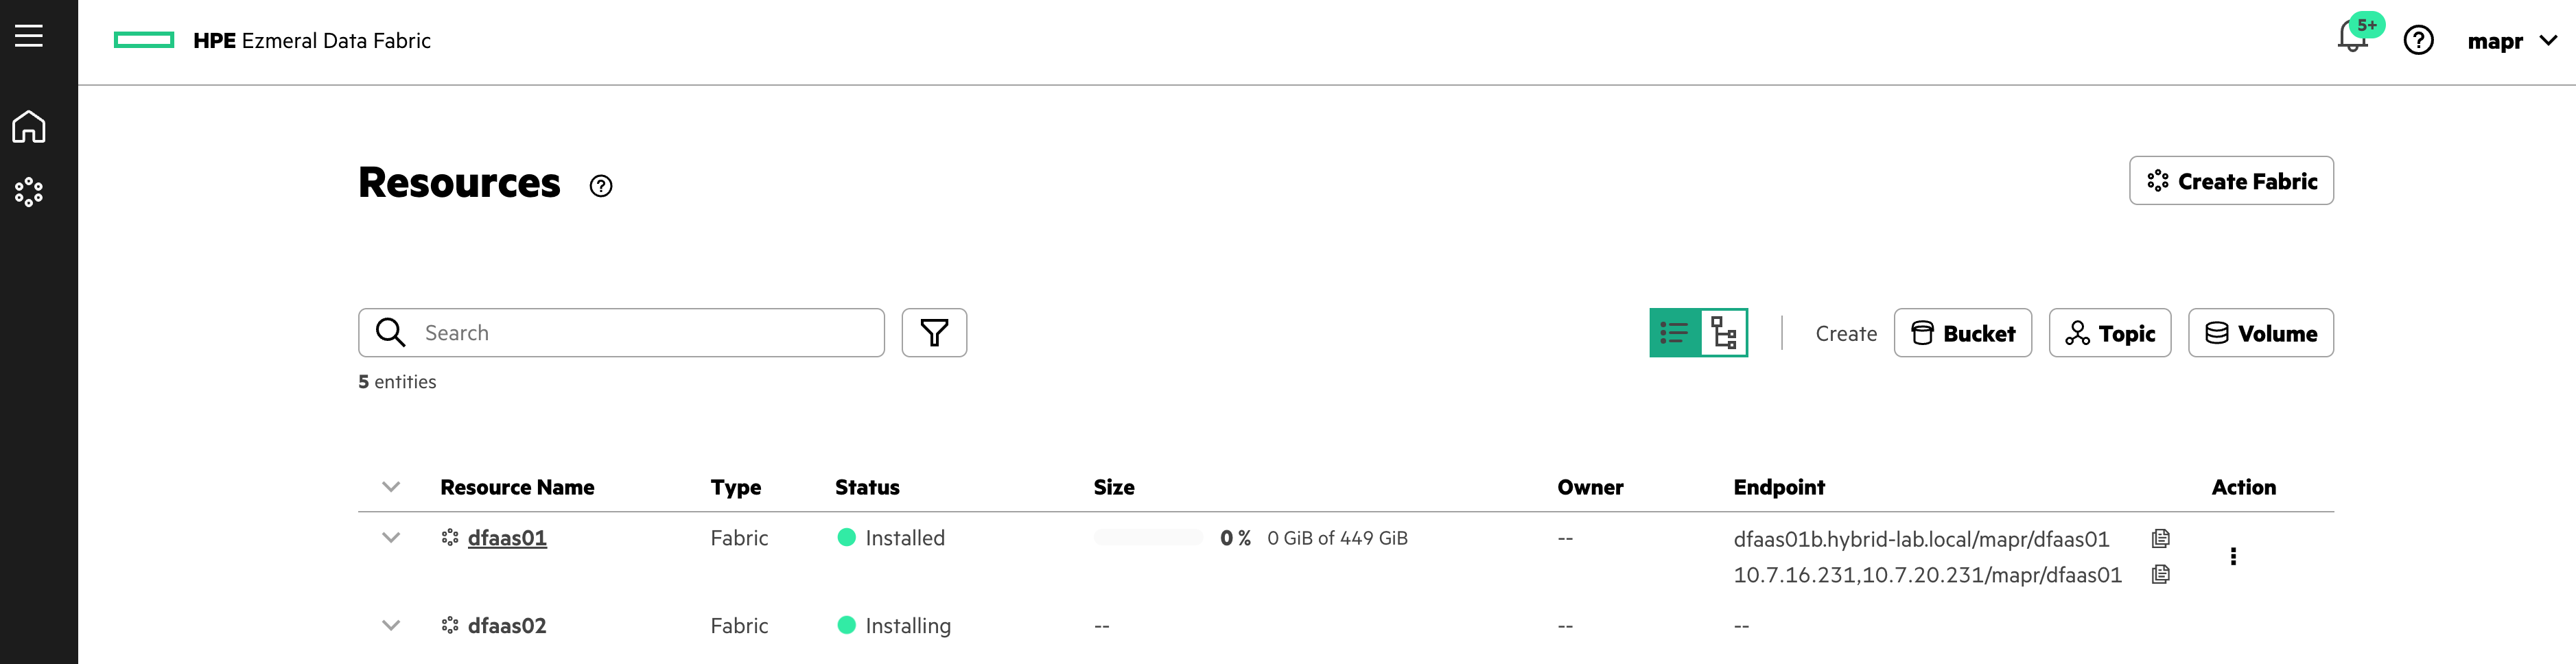 HPE Ezmeral Data Fabric
5+
mapr
Resources
Create Fabric
Search
Create
Bucket
Topic
Volume
5 entities
Resource Name Type Status Size Owner Endpoint Action
dfaas01 Fabric Installed 0 % 0 GiB of 449 GiB -- dfaas01b.hybrid-lab.local/mapr/dfaas01
10.7.16.231,10.7.20.231/mapr/dfaas01
dfaas02 Fabric Installing -- -- --